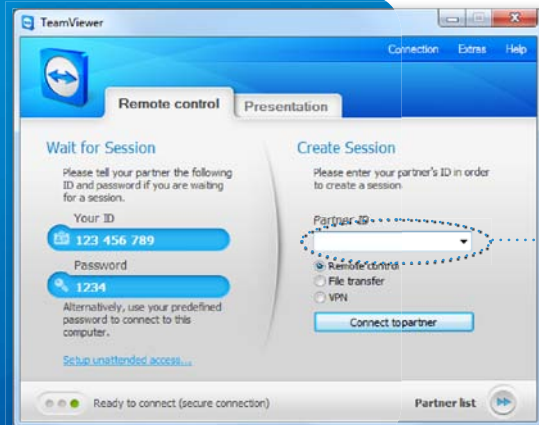 TeamViewer
Connection Extras Help
Remote control Presentation
Wait for Session
Please tell your partner the following
ID and password if you are waiting
for a session.
Your ID
123 456 789
Password
1234
Alternatively, use your predefined
password to connect to this
computer.
Setup unattended access...
Create Session
Please enter your partner's ID in order
to create a session
Partner ID
Remote control
File transfer
VPN
Connect to partner
Ready to connect (secure connection)
Partner list